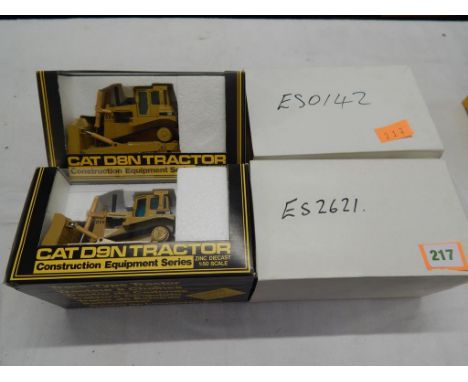 CAT D8N TRACTOR
Construction Equipment Series
ES0142
CAT D9N TRACTOR
Construction Equipment Series
ZINC DIECAST
1:50 SCALE
ES2621.
217